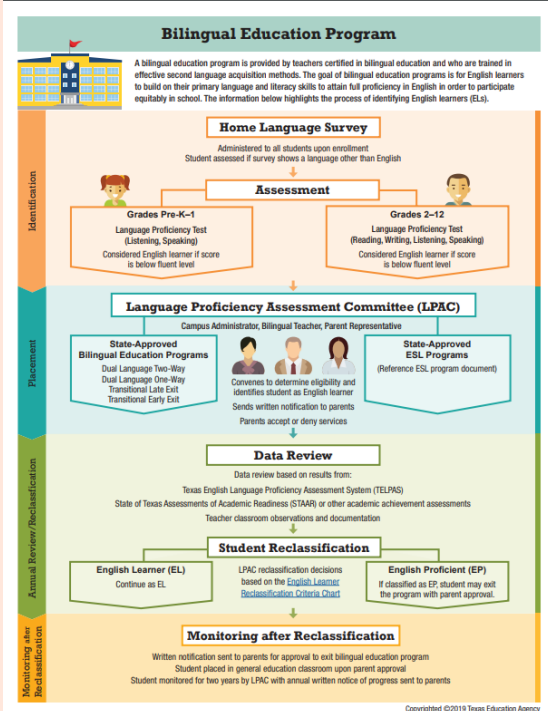 Bilingual Education Program
A bilingual education program is provided by teachers certified in bilingual education and who are trained in
effective second language acquisition methods. The goal of bilingual education programs is for English learners
to build on their primary language and literacy skills to attain full proficiency in English in order to participate
equitably in school. The information below highlights the process of identifying English learners (ELs).
Identification
Home Language Survey
Administered to all students upon enrollment
Student assessed if survey shows a language other than English
Assessment
Grades Pre-K–1
Language Proficiency Test
(Listening, Speaking)
Considered English learner if score
is below fluent level
Grades 2–12
Language Proficiency Test
(Reading, Writing, Listening, Speaking)
Considered English learner if score
is below fluent level
Placement
Language Proficiency Assessment Committee (LPAC)
Campus Administrator, Bilingual Teacher, Parent Representative
State-Approved
Bilingual Education Programs
Dual Language Two-Way
Dual Language One-Way
Transitional Late Exit
Transitional Early Exit
Convenes to determine eligibility and
identifies student as English learner
Sends written notification to parents
Parents accept or deny services
State-Approved
ESL Programs
(Reference ESL program document)
Annual Review/Reclassification
Data Review
Data review based on results from:
Texas English Language Proficiency Assessment System (TELPAS)
State of Texas Assessments of Academic Readiness (STAAR) or other academic achievement assessments
Teacher classroom observations and documentation
Student Reclassification
English Learner (EL)
Continue as EL
LPAC reclassification decisions
based on the English Learner
Reclassification Criteria Chart
English Proficient (EP)
If classified as EP, student may exit
the program with parent approval.
Monitoring after
Reclassification
Monitoring after Reclassification
Written notification sent to parents for approval to exit bilingual education program
Student placed in general education classroom upon parent approval
Student monitored for two years by LPAC with annual written notice of progress sent to parents
Copyrighted ©2019 Texas Education Agency